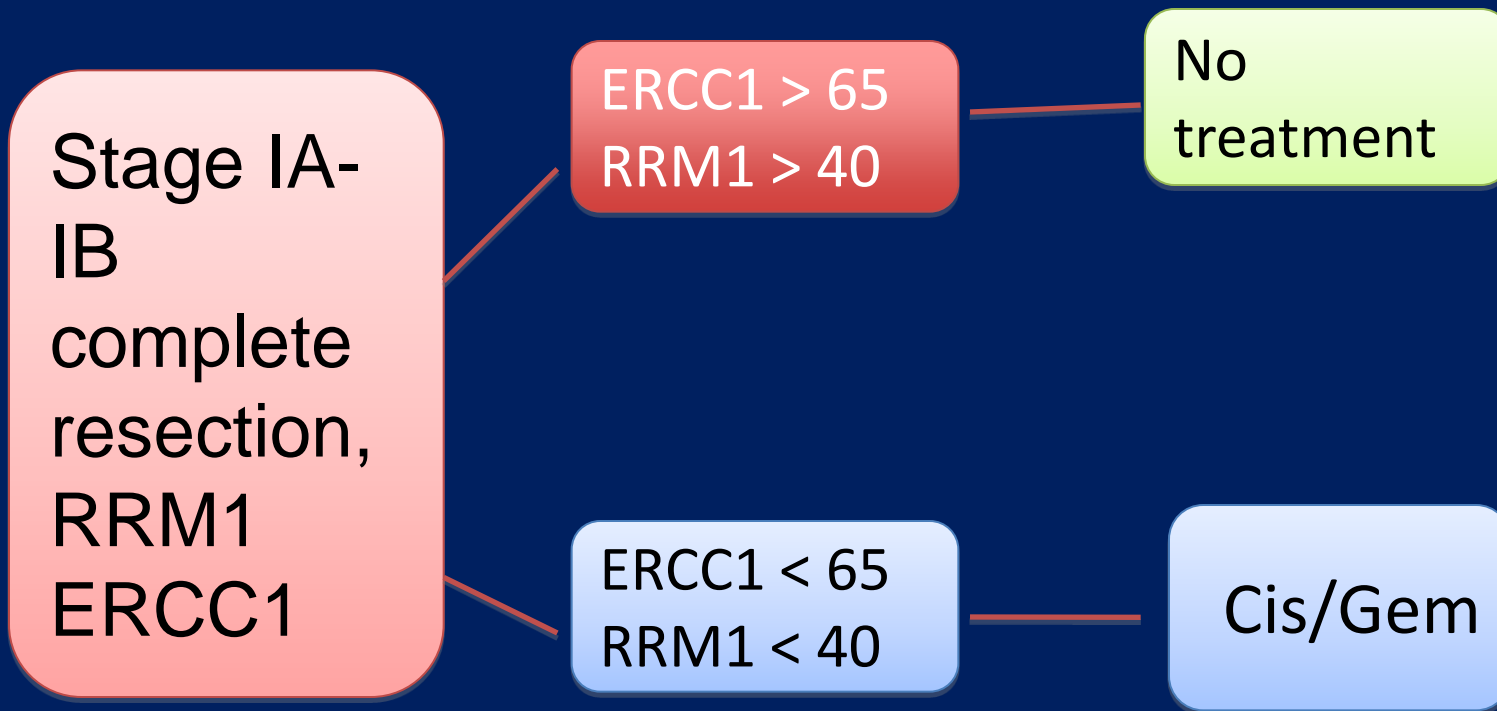 Stage IA-
IB
complete
resection,
RRM1
ERCC1
ERCC1 > 65
RRM1 > 40
No
treatment
ERCC1 < 65
RRM1 < 40
Cis/Gem